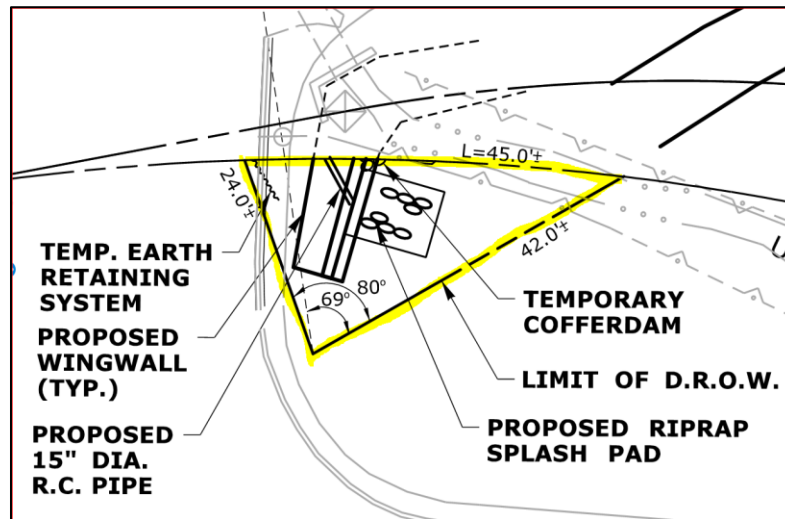 L=45.0'±
24.0'±
42.0'±
80°
69°
TEMP. EARTH
RETAINING
SYSTEM
PROPOSED
WINGWALL
(TYP.)
PROPOSED
15" DIA.
R.C. PIPE
TEMPORARY
COFFERDAM
LIMIT OF D.R.O.W.
PROPOSED RIPRAP
SPLASH PAD